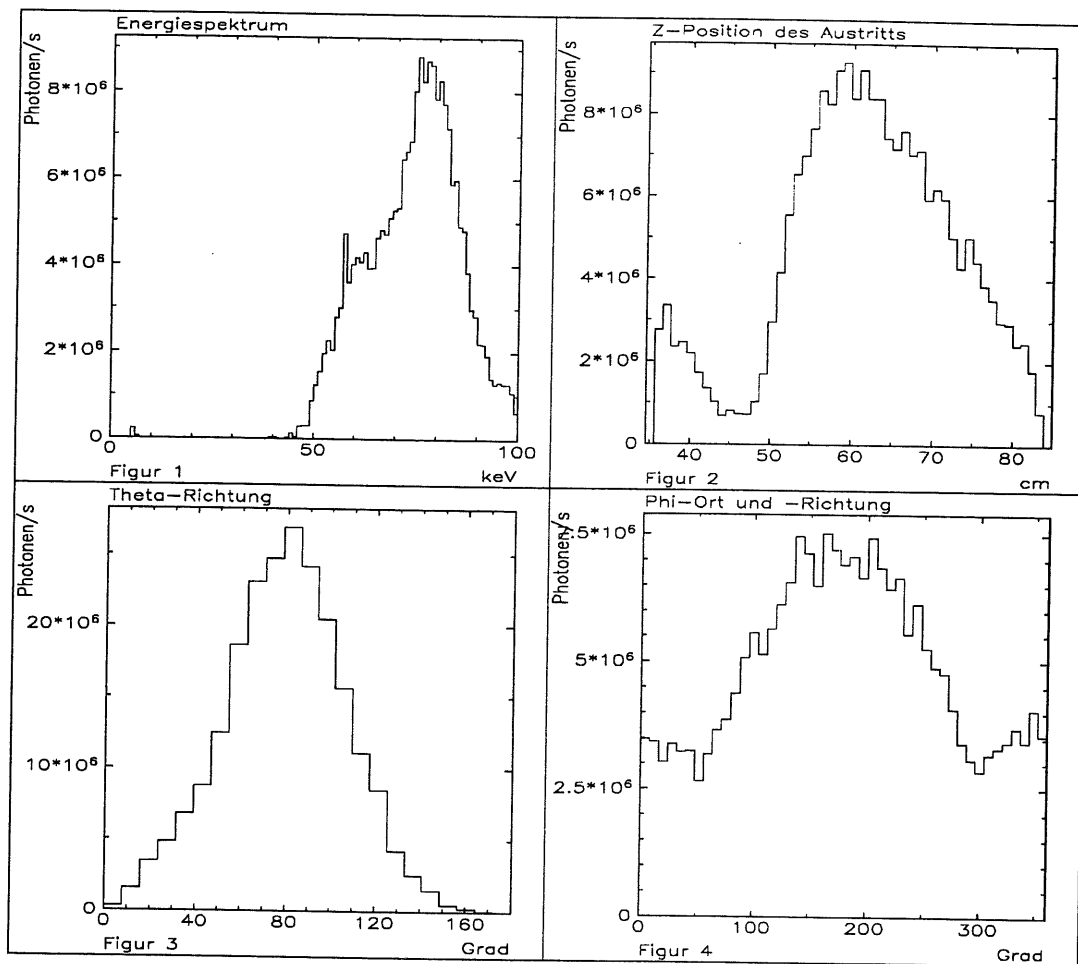 Energiespektrum
Photonen/s
8*10⁶
6*10⁶
4*10⁶
2*10⁶
0
0 50 100
Figur 1 keV
Z-Position des Austritts
Photonen/s
8*10⁶
6*10⁶
4*10⁶
2*10⁶
0
40 50 60 70 80
Figur 2 cm
Theta-Richtung
Photonen/s
20*10⁶
10*10⁶
0
0 40 80 120 160
Figur 3 Grad
Phi-Ort und -Richtung
Photonen/s
.5*10⁶
5*10⁶
2.5*10⁶
0
0 100 200 300
Figur 4 Grad